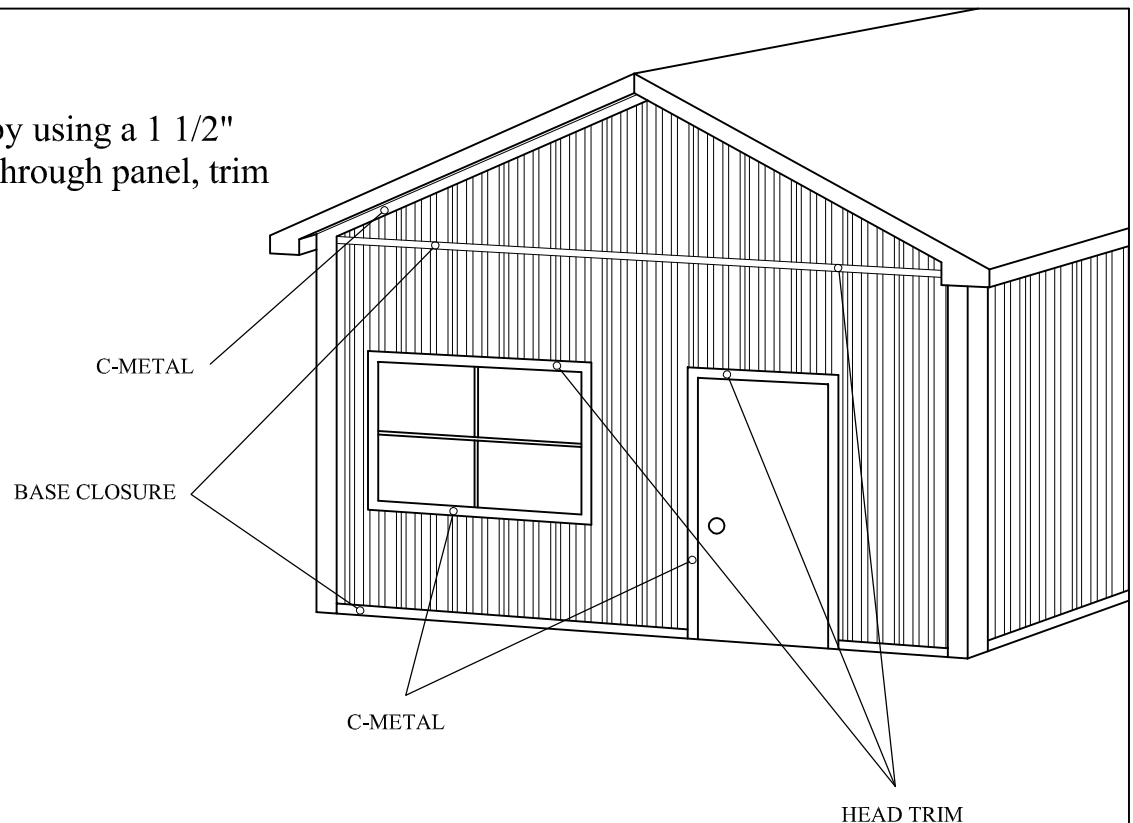 by using a 1 1/2"
through panel, trim
C-METAL
BASE CLOSURE
C-METAL
HEAD TRIM